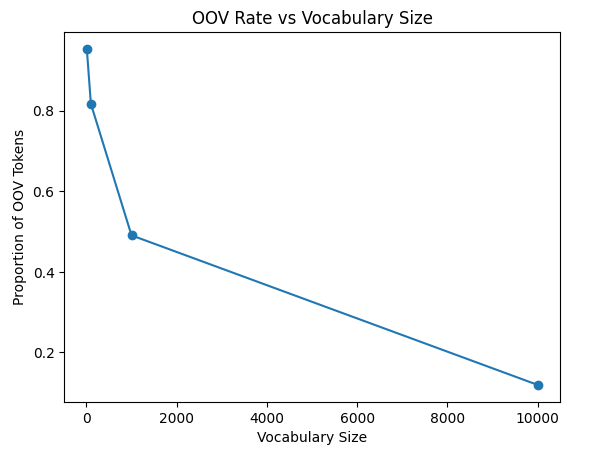 OOV Rate vs Vocabulary Size
Proportion of OOV Tokens
0.8
0.6
0.4
0.2
0 2000 4000 6000 8000 10000
Vocabulary Size